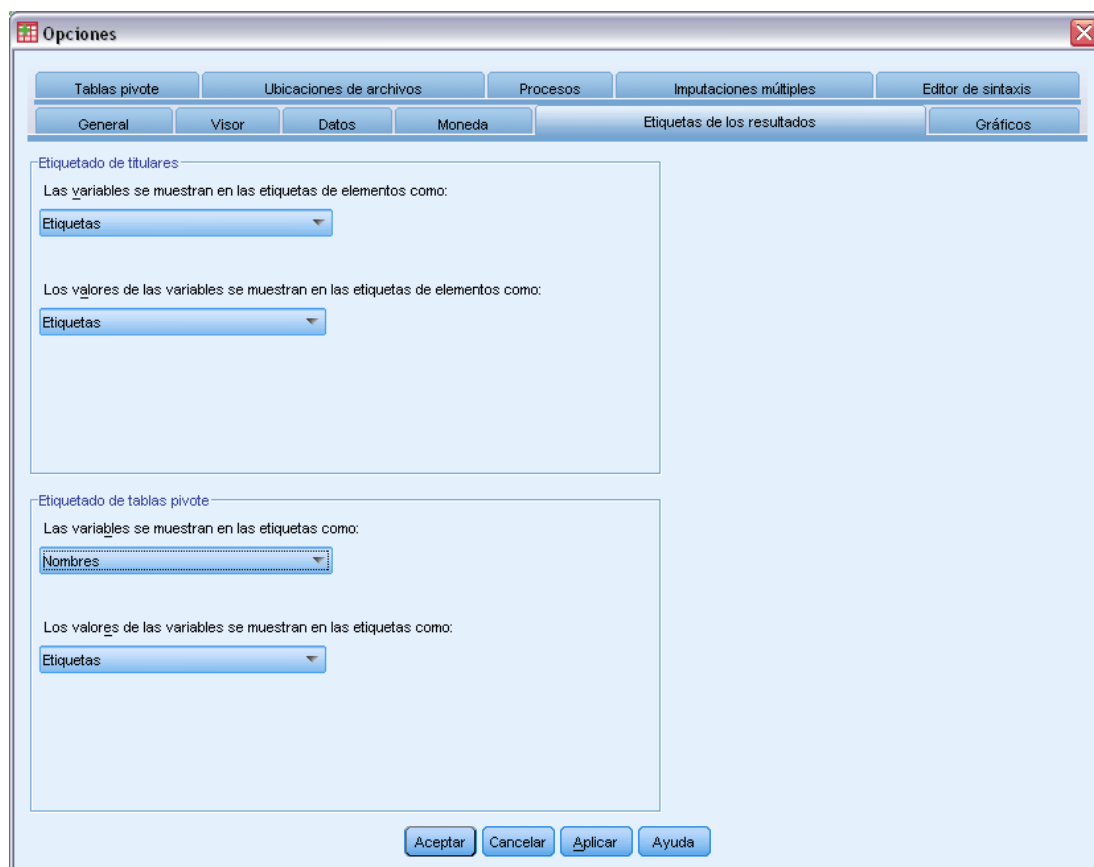 Opciones
Tablas pivote Ubicaciones de archivos Procesos Imputaciones múltiples Editor de sintaxis
General Visor Datos Moneda Etiquetas de los resultados Gráficos
Etiquetado de titulares
Las variables se muestran en las etiquetas de elementos como:
Etiquetas
Los valores de las variables se muestran en las etiquetas de elementos como:
Etiquetas
Etiquetado de tablas pivote
Las variables se muestran en las etiquetas como:
Nombres
Los valores de las variables se muestran en las etiquetas como:
Etiquetas
Aceptar Cancelar Aplicar Ayuda